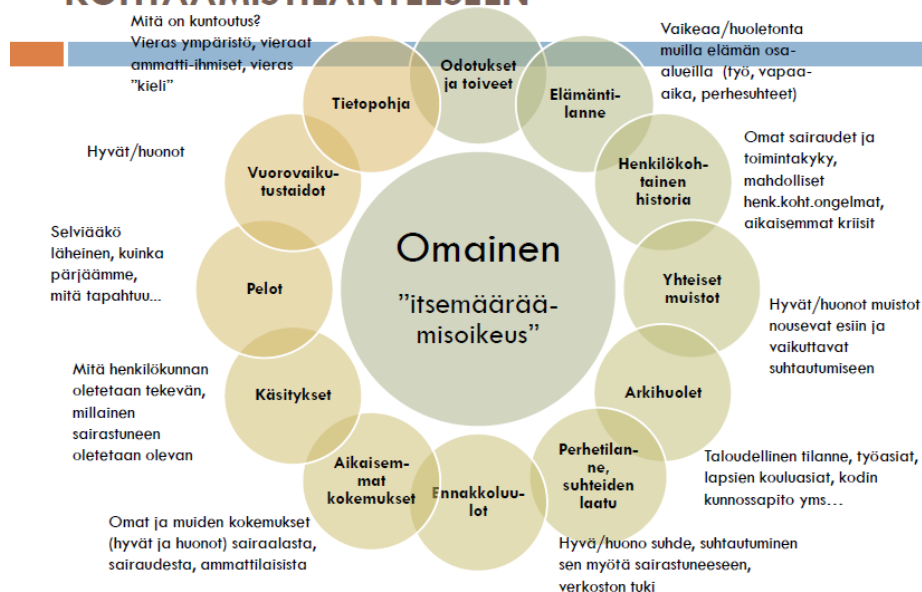 KOHTAAMISTILANTEESEEN
Mitä on kuntoutus?
Vieras ympäristö, vieraat
ammatti-ihmiset, vieras
”kieli”
Odotukset
ja toiveet
Vaikeaa/huoletonta
muilla elämän osa-
alueilla (työ, vapaa-
aika, perhesuhteet)
Tietopohja
Elämänti-
lanne
Hyvät/huonot
Vuorovaiku-
tustaidot
Henkilökoh-
tainen
historia
Omat sairaudet ja
toimintakyky,
mahdolliset
henk.koht.ongelmat,
aikaisemmat kriisit
Selviääkö
läheinen, kuinka
pärjäämme,
mitä tapahtuu...
Pelot
Omainen
”itsemäärää-
misoikeus”
Yhteiset
muistot
Hyvät/huonot muistot
nousevat esiin ja
vaikuttavat
suhtautumiseen
Mitä henkilökunnan
oletetaan tekevän,
millainen
sairastuneen
oletetaan olevan
Käsitykset
Arkihuolet
Taloudellinen tilanne, työasiat,
lapsien kouluasiat, kodin
kunnossapito yms...
Aikaisem-
mat
kokemukset
Ennakkoluu-
lot
Perhetilan-
ne,
suhteiden
laatu
Omat ja muiden kokemukset
(hyvät ja huonot) sairaalasta,
sairaudesta, ammattilaisista
Hyvä/huono suhde, suhtautuminen
sen myötä sairastuneeseen,
verkoston tuki